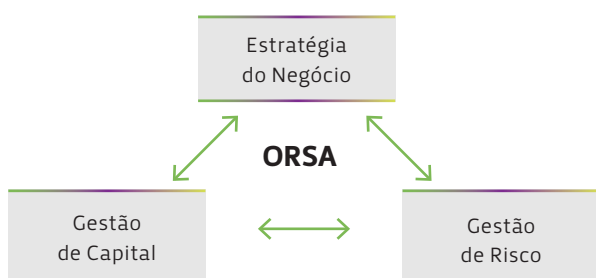 Estratégia
do Negócio
ORSA
Gestão
de Capital
Gestão
de Risco